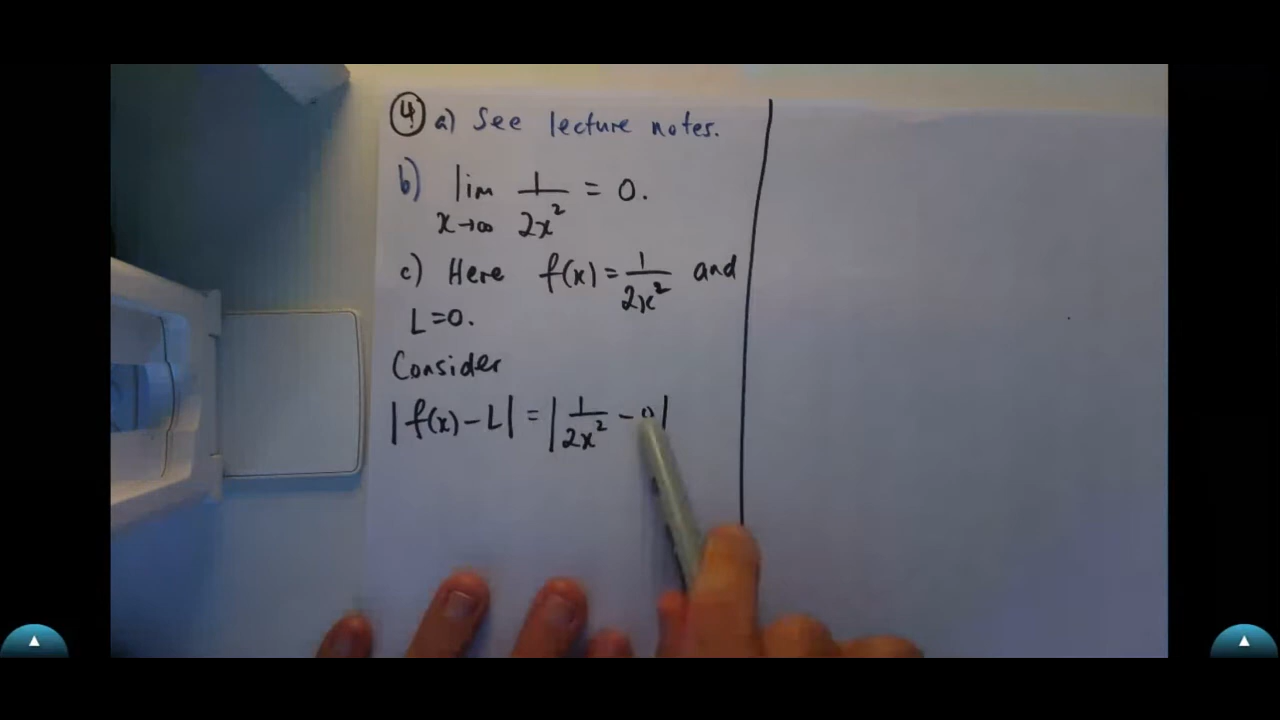 ④ a) See lecture notes.
b) lim x→∞ 1/2x² = 0.
c) Here f(x) = 1/2x² and
L=0.
Consider
|f(x) – L| = |1/2x² – 0|